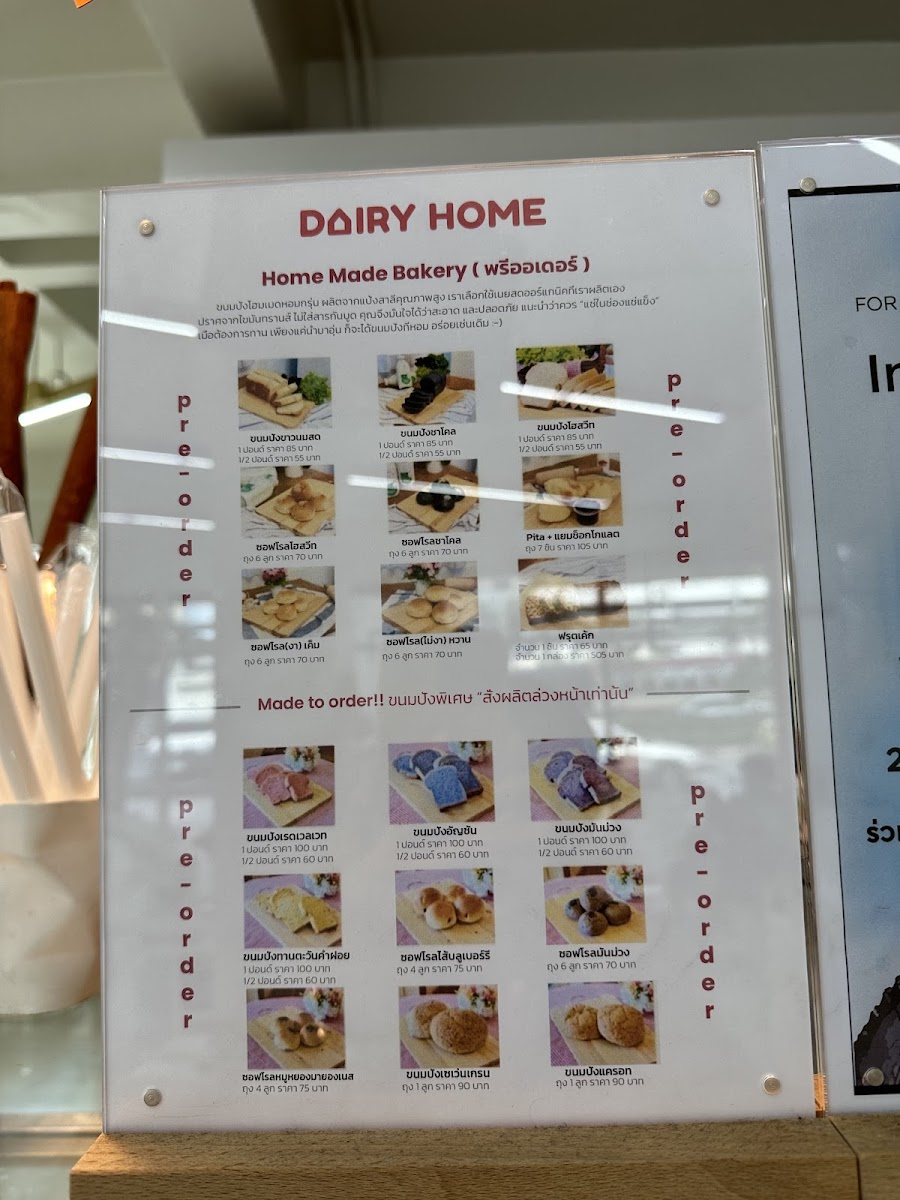 DAIRY HOME
Home Made Bakery ( พรีออเดอร์ )
ขนมปังโฮมเมดหอมกรุ่น ผลิตจากแป้งสาลีคุณภาพสูง เราเลือกใช้เนยสดออร์แกนิคที่เราผลิตเอง
ปราศจากไขมันทรานส์ ไม่ใส่สารกันบูด คุณจึงมั่นใจได้ว่าสะอาด และปลอดภัย แนะนำว่าควร "แช่ในช่องแช่แข็ง"
เมื่อต้องการทาน เพียงแค่นำมาอุ่น ก็จะได้ขนมปังที่หอม อร่อยเช่นเดิม :-)
pre-order
pre-order
ขนมปังขาวนมสด
1 ปอนด์ ราคา 85 บาท
1/2 ปอนด์ ราคา 55 บาท
ขนมปังชาโคล
1 ปอนด์ ราคา 85 บาท
1/2 ปอนด์ ราคา 55 บาท
ขนมปังโฮสวีท
1 ปอนด์ ราคา 85 บาท
1/2 ปอนด์ ราคา 55 บาท
ซอฟโรลโฮสวีท
ถุง 6 ลูก ราคา 70 บาท
ซอฟโรลชาโคล
ถุง 6 ลูก ราคา 70 บาท
Pita + แยมช็อกโกแลต
ถุง 7 ชิ้น ราคา 105 บาท
ซอฟโรล(งา) เค็ม
ถุง 6 ลูก ราคา 70 บาท
ซอฟโรล(ไม่งา) หวาน
ถุง 6 ลูก ราคา 70 บาท
ฟรุตเค้ก
จำนวน 1 ชิ้น ราคา 65 บาท
จำนวน 1 กล่อง ราคา 505 บาท
Made to order!! ขนมปังพิเศษ "สั่งผลิตล่วงหน้าเท่านั้น"
pre-order
pre-order
ขนมปังเรดเวลเวท
1 ปอนด์ ราคา 100 บาท
1/2 ปอนด์ ราคา 60 บาท
ขนมปังอัญชัน
1 ปอนด์ ราคา 100 บาท
1/2 ปอนด์ ราคา 60 บาท
ขนมปังมันม่วง
1 ปอนด์ ราคา 100 บาท
1/2 ปอนด์ ราคา 60 บาท
ขนมปังทานตะวันคำฝอย
1 ปอนด์ ราคา 100 บาท
1/2 ปอนด์ ราคา 60 บาท
ซอฟโรลไส้บลูเบอร์รี
ถุง 4 ลูก ราคา 75 บาท
ซอฟโรลมันม่วง
ถุง 6 ลูก ราคา 70 บาท
ซอฟโรลหมูหยองมายองเนส
ถุง 4 ลูก ราคา 75 บาท
ขนมปังเซเว่นเกรน
ถุง 1 ลูก ราคา 90 บาท
ขนมปังแครอท
ถุง 1 ลูก ราคา 90 บาท
FOR
In
2
ร่ว